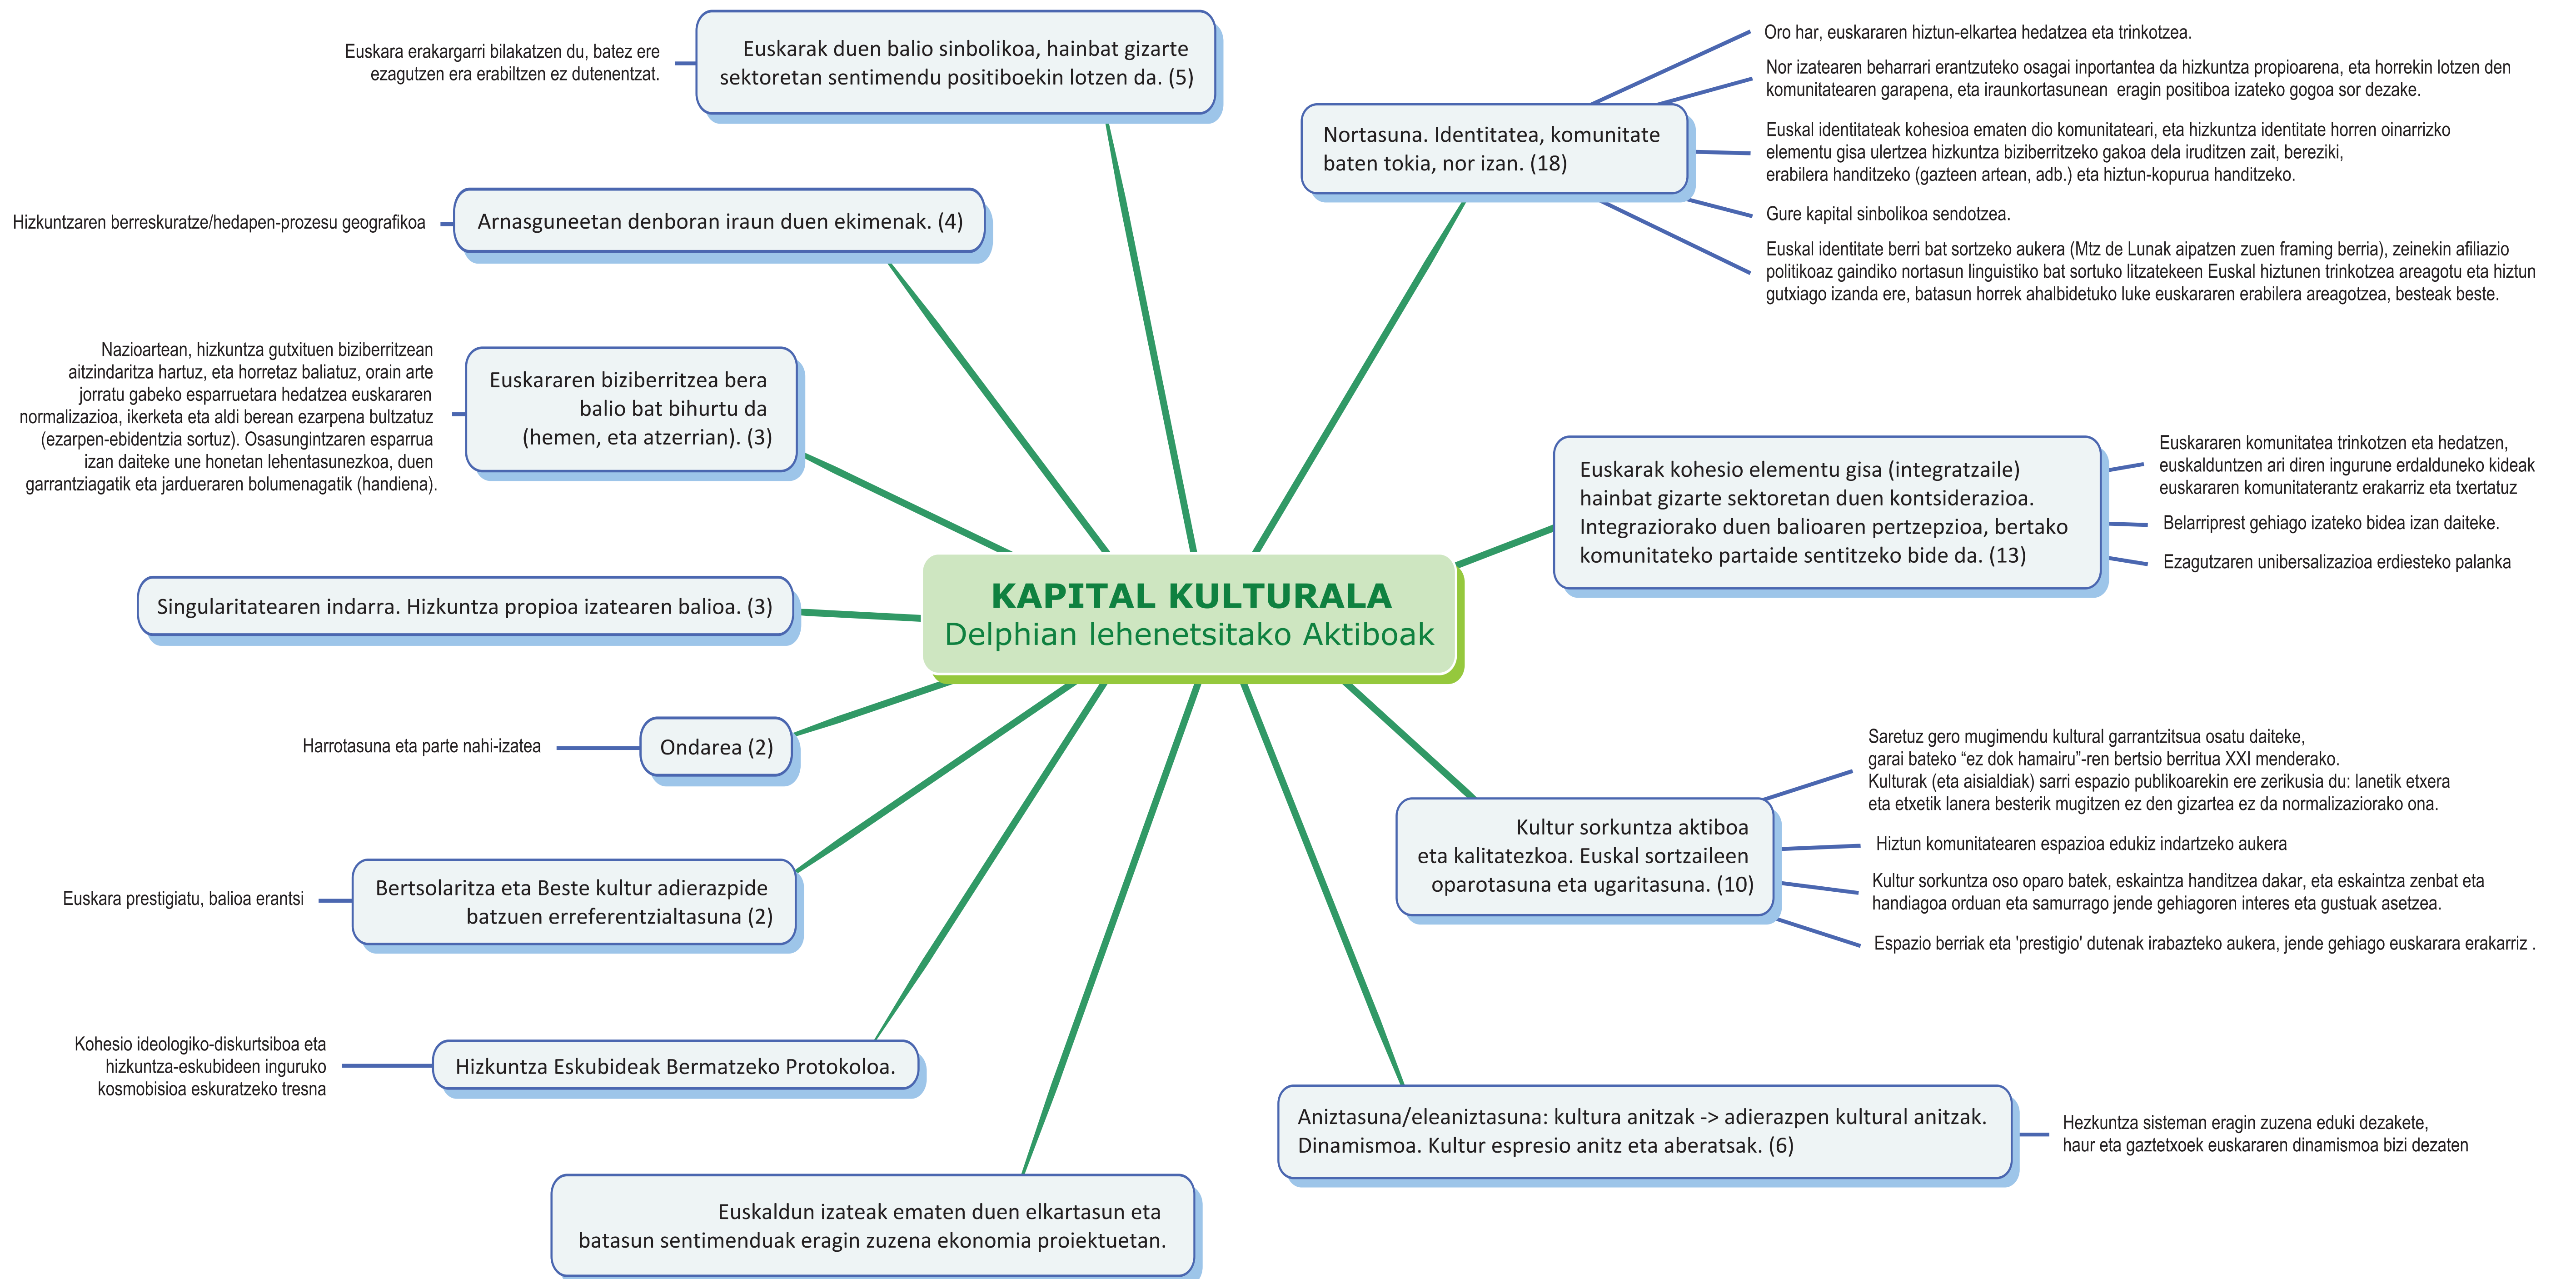 KAPITAL KULTURALA
Delphian lehenetsitako Aktiboak
Nortasuna. Identitatea, komunitate
baten tokia, nor izan. (18)
Oro har, euskararen hiztun-elkartea hedatzea eta trinkotzea.
Nor izatearen beharrari erantzuteko osagai inportantea da hizkuntza propioarena, eta horrekin lotzen den
komunitatearen garapena, eta iraunkortasunean eragin positiboa izateko gogoa sor dezake.
Euskal identitateak kohesioa ematen dio komunitateari, eta hizkuntza identitate horren oinarrizko
elementu gisa ulertzea hizkuntza biziberritzeko gakoa dela iruditzen zait, bereziki,
erabilera handitzeko (gazteen artean, adb.) eta hiztun-kopurua handitzeko.
Gure kapital sinbolikoa sendotzea.
Euskal identitate berri bat sortzeko aukera (Mtz de Lunak aipatzen zuen framing berria), zeinekin afiliazio
politikoaz gaindiko nortasun linguistiko bat sortuko litzatekeen Euskal hiztunen trinkotzea areagotu eta hiztun
gutxiago izanda ere, batasun horrek ahalbidetuko luke euskararen erabilera areagotzea, besteak beste.
Euskarak kohesio elementu gisa (integratzaile)
hainbat gizarte sektoretan duen kontsiderazioa.
Integraziorako duen balioaren pertzepzioa, bertako
komunitateko partaide sentitzeko bide da. (13)
Euskararen komunitatea trinkotzen eta hedatzen,
euskalduntzen ari diren ingurune erdalduneko kideak
euskararen komunitaterantz erakarriz eta txertatuz
Belarriprest gehiago izateko bidea izan daiteke.
Ezagutzaren unibersalizazioa erdiesteko palanka
Kultur sorkuntza aktiboa
eta kalitatezkoa. Euskal sortzaileen
oparotasuna eta ugaritasuna. (10)
Saretuz gero mugimendu kultural garrantzitsua osatu daiteke,
garai bateko “ez dok hamairu”-ren bertsio berritua XXI menderako.
Kulturak (eta aisialdiak) sarri espazio publikoarekin ere zerikusia du: lanetik etxera
eta etxetik lanera besterik mugitzen ez den gizartea ez da normalizaziorako ona.
Hiztun komunitatearen espazioa edukiz indartzeko aukera
Kultur sorkuntza oso oparo batek, eskaintza handitzea dakar, eta eskaintza zenbat eta
handiagoa orduan eta samurrago jende gehiagoren interes eta gustuak asetzea.
Espazio berriak eta 'prestigio' dutenak irabazteko aukera, jende gehiago euskarara erakarriz .
Aniztasuna/eleaniztasuna: kultura anitzak -> adierazpen kultural anitzak.
Dinamismoa. Kultur espresio anitz eta aberatsak. (6)
Hezkuntza sisteman eragin zuzena eduki dezakete,
haur eta gaztetxoek euskararen dinamismoa bizi dezaten
Euskarak duen balio sinbolikoa, hainbat gizarte
sektoretan sentimendu positiboekin lotzen da. (5)
Euskara erakargarri bilakatzen du, batez ere
ezagutzen era erabiltzen ez dutenentzat.
Arnasguneetan denboran iraun duen ekimenak. (4)
Hizkuntzaren berreskuratze/hedapen-prozesu geografikoa
Euskararen biziberritzea bera
balio bat bihurtu da
(hemen, eta atzerrian). (3)
Nazioartean, hizkuntza gutxituen biziberritzean
aitzindaritza hartuz, eta horretaz baliatuz, orain arte
jorratu gabeko esparruetara hedatzea euskararen
normalizazioa, ikerketa eta aldi berean ezarpena bultzatuz
(ezarpen-ebidentzia sortuz). Osasungintzaren esparrua
izan daiteke une honetan lehentasunezkoa, duen
garrantziagatik eta jardueraren bolumenagatik (handiena).
Singularitatearen indarra. Hizkuntza propioa izatearen balioa. (3)
Ondarea (2)
Harrotasuna eta parte nahi-izatea
Bertsolaritza eta Beste kultur adierazpide
batzuen erreferentzialtasuna (2)
Euskara prestigiatu, balioa erantsi
Hizkuntza Eskubideak Bermatzeko Protokoloa.
Kohesio ideologiko-diskurtsiboa eta
hizkuntza-eskubideen inguruko
kosmobisioa eskuratzeko tresna
Euskaldun izateak ematen duen elkartasun eta
batasun sentimenduak eragin zuzena ekonomia proiektuetan.